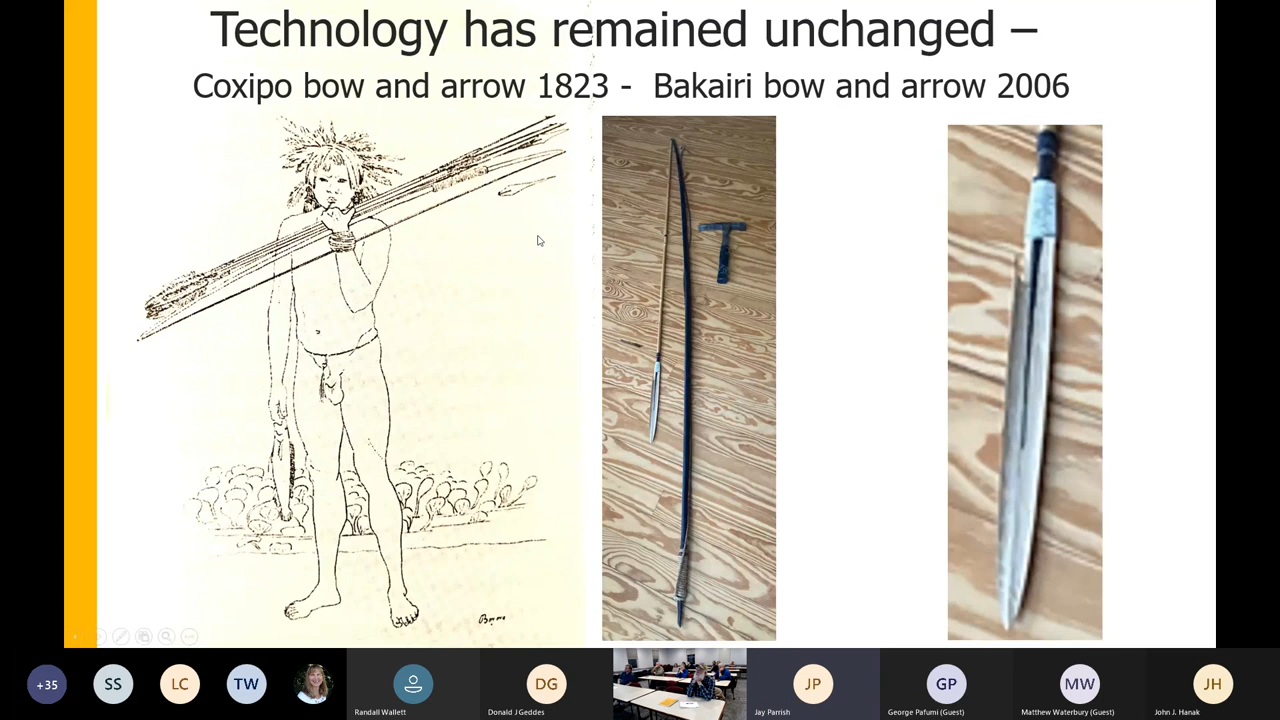 Technology has remained unchanged –
Coxipo bow and arrow 1823 -  Bakairi bow and arrow 2006
+35
SS
LC
TW
Randall Wallett
DG
Donald J Geddes
JP
Jay Parrish
GP
George Pafumi (Guest)
MW
Matthew Waterbury (Guest)
JH
John J. Hanak